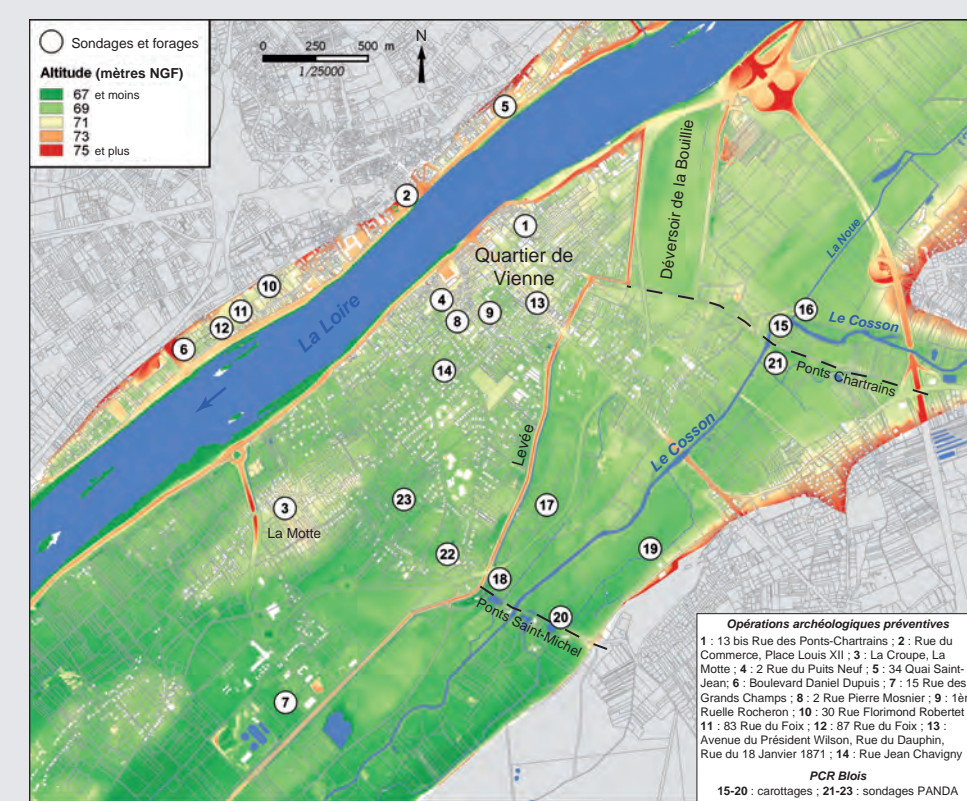 Sondages et forages
Altitude (mètres NGF)
67 et moins
69
71
73
75 et plus
0 250 500 m
1/25000
N
5
2
1
Quartier de
Vienne
Déversoir de la Bouillie
La Noue
10
11
12
6
La Loire
4
8
9
13
14
16
15
Le Cosson
21
Ponts Chartrains
Levée
Le Cosson
3
La Motte
23
22
17
18
19
20
Ponts Saint-Michel
7
Opérations archéologiques préventives
1 : 13 bis Rue des Ponts-Chartrains ; 2 : Rue du
Commerce, Place Louis XII ; 3 : La Croupe, La
Motte ; 4 : 2 Rue du Puits Neuf ; 5 : 34 Quai Saint-
Jean; 6 : Boulevard Daniel Dupuis ; 7 : 15 Rue des
Grands Champs ; 8 : 2 Rue Pierre Mosnier ; 9 : 1èr
Ruelle Rocheron ; 10 : 30 Rue Florimond Robertet
11 : 83 Rue du Foix ; 12 : 87 Rue du Foix ; 13 :
Avenue du Président Wilson, Rue du Dauphin,
Rue du 18 Janvier 1871 ; 14 : Rue Jean Chavigny
PCR Blois
15-20 : carottages ; 21-23 : sondages PANDA